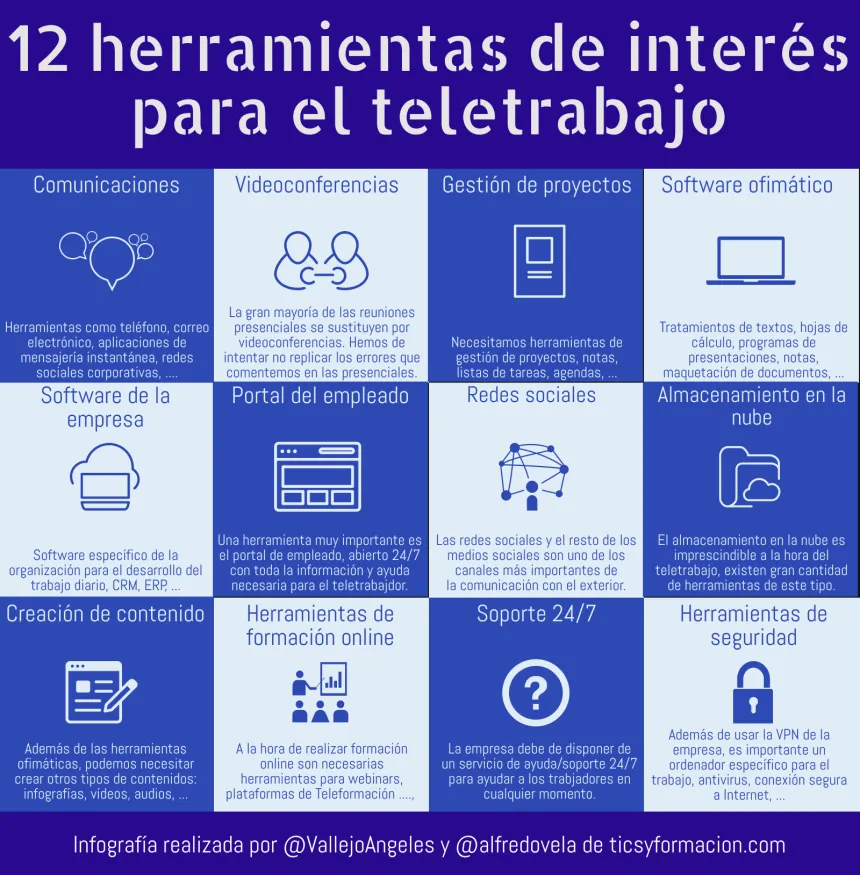 12 herramientas de interés
para el teletrabajo
Comunicaciones
Herramientas como teléfono, correo
electrónico, aplicaciones de
mensajería instantánea, redes
sociales corporativas, ....
Videoconferencias
La gran mayoría de las reuniones
presenciales se sustituyen por
videoconferencias. Hemos de
intentar no replicar los errores que
comentemos en las presenciales.
Gestión de proyectos
Necesitamos herramientas de
gestión de proyectos, notas,
listas de tareas, agendas, ...
Software ofimático
Tratamientos de textos, hojas de
cálculo, programas de
presentaciones, notas,
maquetación de documentos, ...
Software de la
empresa
Software específico de la
organización para el desarrollo del
trabajo diario, CRM, ERP, ...
Portal del empleado
Una herramienta muy importante es
el portal de empleado, abierto 24/7
con toda la información y ayuda
necesaria para el teletrabajdor.
Redes sociales
Las redes sociales y el resto de los
medios sociales son uno de los
canales más importantes de
la comunicación con el exterior.
Almacenamiento en la
nube
El almacenamiento en la nube es
imprescindible a la hora del
teletrabajo, existen gran cantidad
de herramientas de este tipo.
Creación de contenido
Además de las herramientas
ofimáticas, podemos necesitar
crear otros tipos de contenidos:
infografías, vídeos, audios, ...
Herramientas de
formación online
A la hora de realizar formación
online son necesarias
herramientas para webinars,
plataformas de Teleformación ....,
Soporte 24/7
?
La empresa debe de disponer de
un servicio de ayuda/soporte 24/7
para ayudar a los trabjadores en
cualquier momento.
Herramientas de
seguridad
Además de usar la VPN de la
empresa, es importante un
ordenador específico para el
trabajo, antivirus, conexión segura
a Internet, ...
Infografía realizada por @VallejoAngeles y @alfredovela de ticsyformacion.com